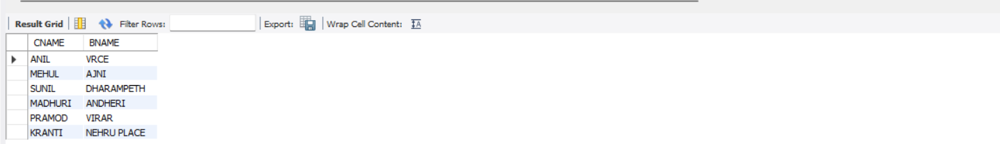 Result Grid Filter Rows: Export: Wrap Cell Content: IA
CNAME BNAME
ANIL VRCE
MEHUL AJNI
SUNIL DHARAMPETH
MADHURI ANDHERI
PRAMOD VIRAR
KRANTI NEHRU PLACE